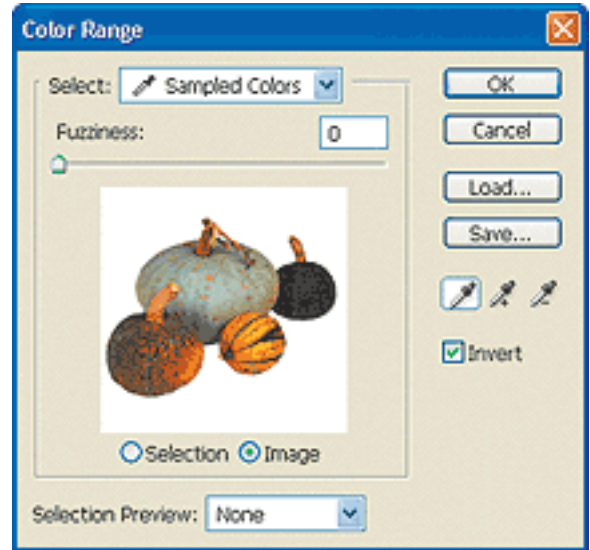 Color Range
Select: Sampled Colors
OK
Fuzziness: 0
Cancel
Load...
Save...
Invert
Selection Image
Selection Preview: None